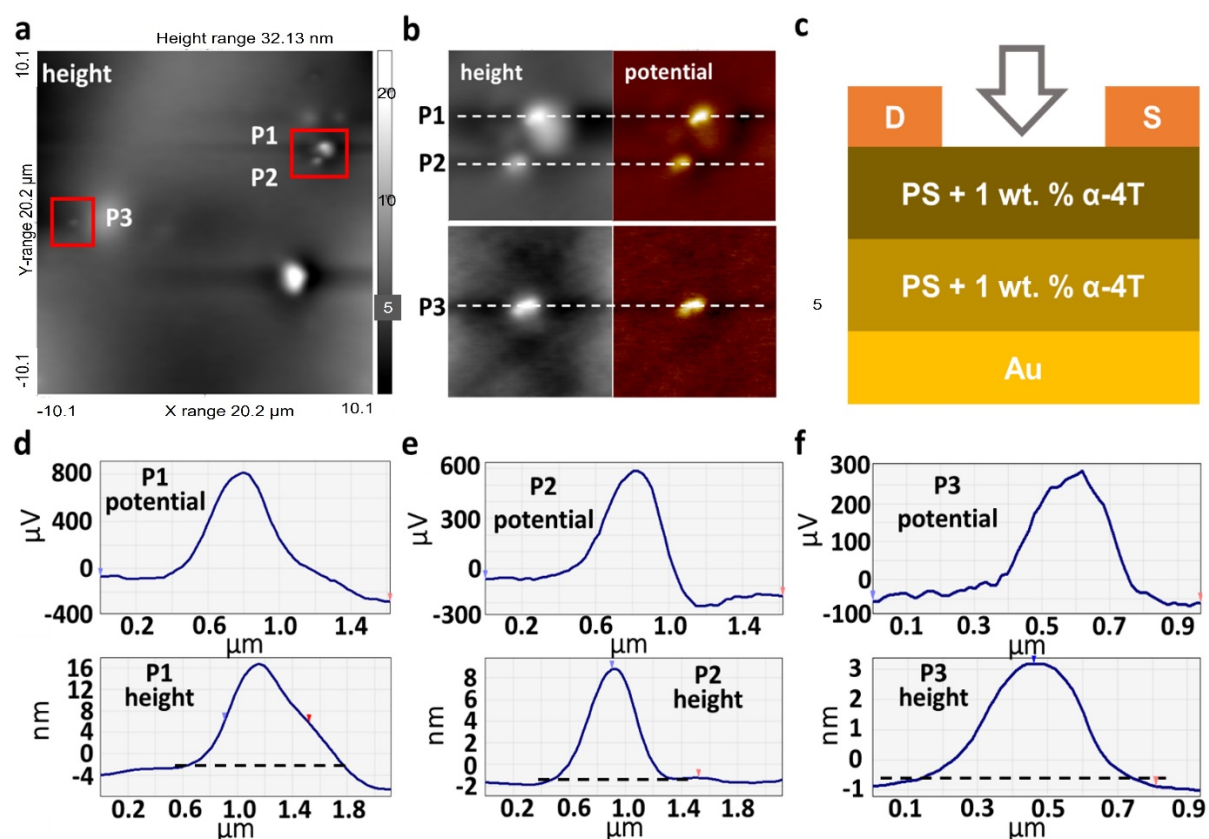 a
Height range 32.13 nm
height
10.1
Y-range 20.2 µm
-10.1
P1
P2
P3
20
10
5
-10.1
X range 20.2 µm
10.1
b
height
potential
P1
P2
P3
c
D
S
PS + 1 wt. % α-4T
PS + 1 wt. % α-4T
Au
5
d
P1
potential
800
400
0
-400
µV
0.2
0.6
1.0
1.4
µm
P1
height
16
12
8
4
0
-4
nm
0.2
0.6
1.0
1.4
1.8
µm
e
P2
potential
600
300
0
-300
µV
0.2
0.6
1.0
1.4
µm
P2
height
8
6
4
2
0
-2
nm
0.2
0.6
1.0
1.4
1.8
µm
f
P3
potential
300
200
100
0
-100
µV
0.1
0.3
0.5
0.7
0.9
µm
P3
height
3
2
1
0
-1
nm
0.1
0.3
0.5
0.7
0.9
µm